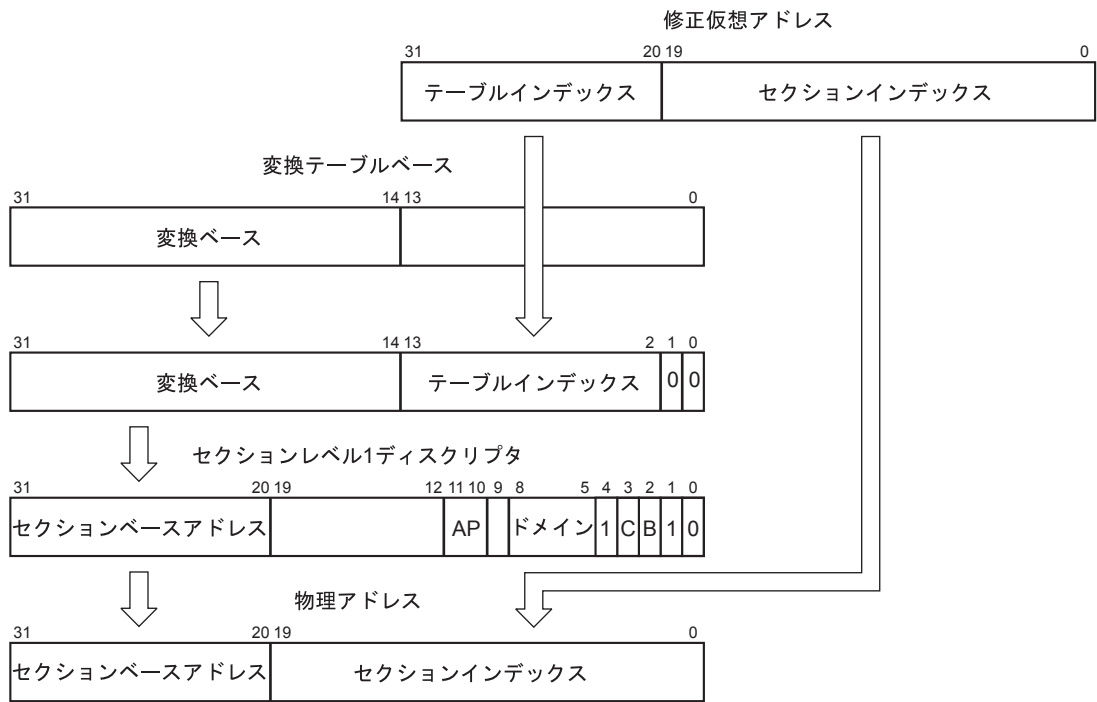 修正仮想アドレス
31 20 19 0
テーブルインデックス セクションインデックス
変換テーブルベース
31 14 13 0
変換ベース
31 14 13 2 1 0
変換ベース テーブルインデックス 0 0
セクションレベル1ディスクリプタ
31 20 19 12 11 10 9 8 5 4 3 2 1 0
セクションベースアドレス AP ドメイン 1 C B 1 0
物理アドレス
31 20 19 0
セクションベースアドレス セクションインデックス